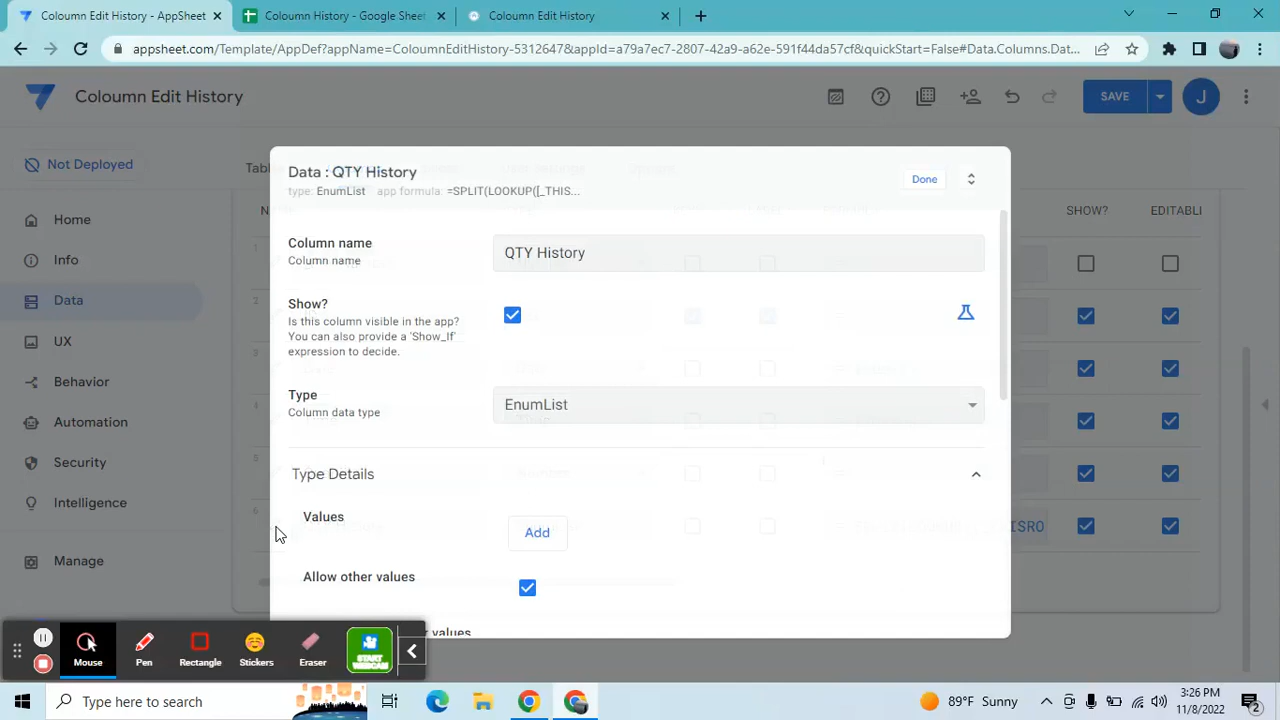 Coloumn Edit History - AppSheet
Coloumn History - Google Sheet
Coloumn Edit History
appsheet.com/Template/AppDef?appName=ColoumnEditHistory-5312647&appId=a79a7ec7-2807-42a9-a62e-591f44da57cf&quickStart=False#Data.Columns.Dat...
Coloumn Edit History
SAVE
J
Not Deployed
Data : QTY History
type: EnumList app formula: =SPLIT(LOOKUP([_THIS...
Done
SHOW?
EDITABLI
Home
Info
Data
UX
Behavior
Automation
Security
Intelligence
Manage
Column name
Column name
QTY History
Show?
Is this column visible in the app?
You can also provide a 'Show_If'
expression to decide.
Type
Column data type
EnumList
Type Details
Values
Add
ISRO
Allow other values
Mouse
Pen
Rectangle
Stickers
Eraser
START
WEBCAM
Type here to search
89°F Sunny
3:26 PM
11/8/2022
2